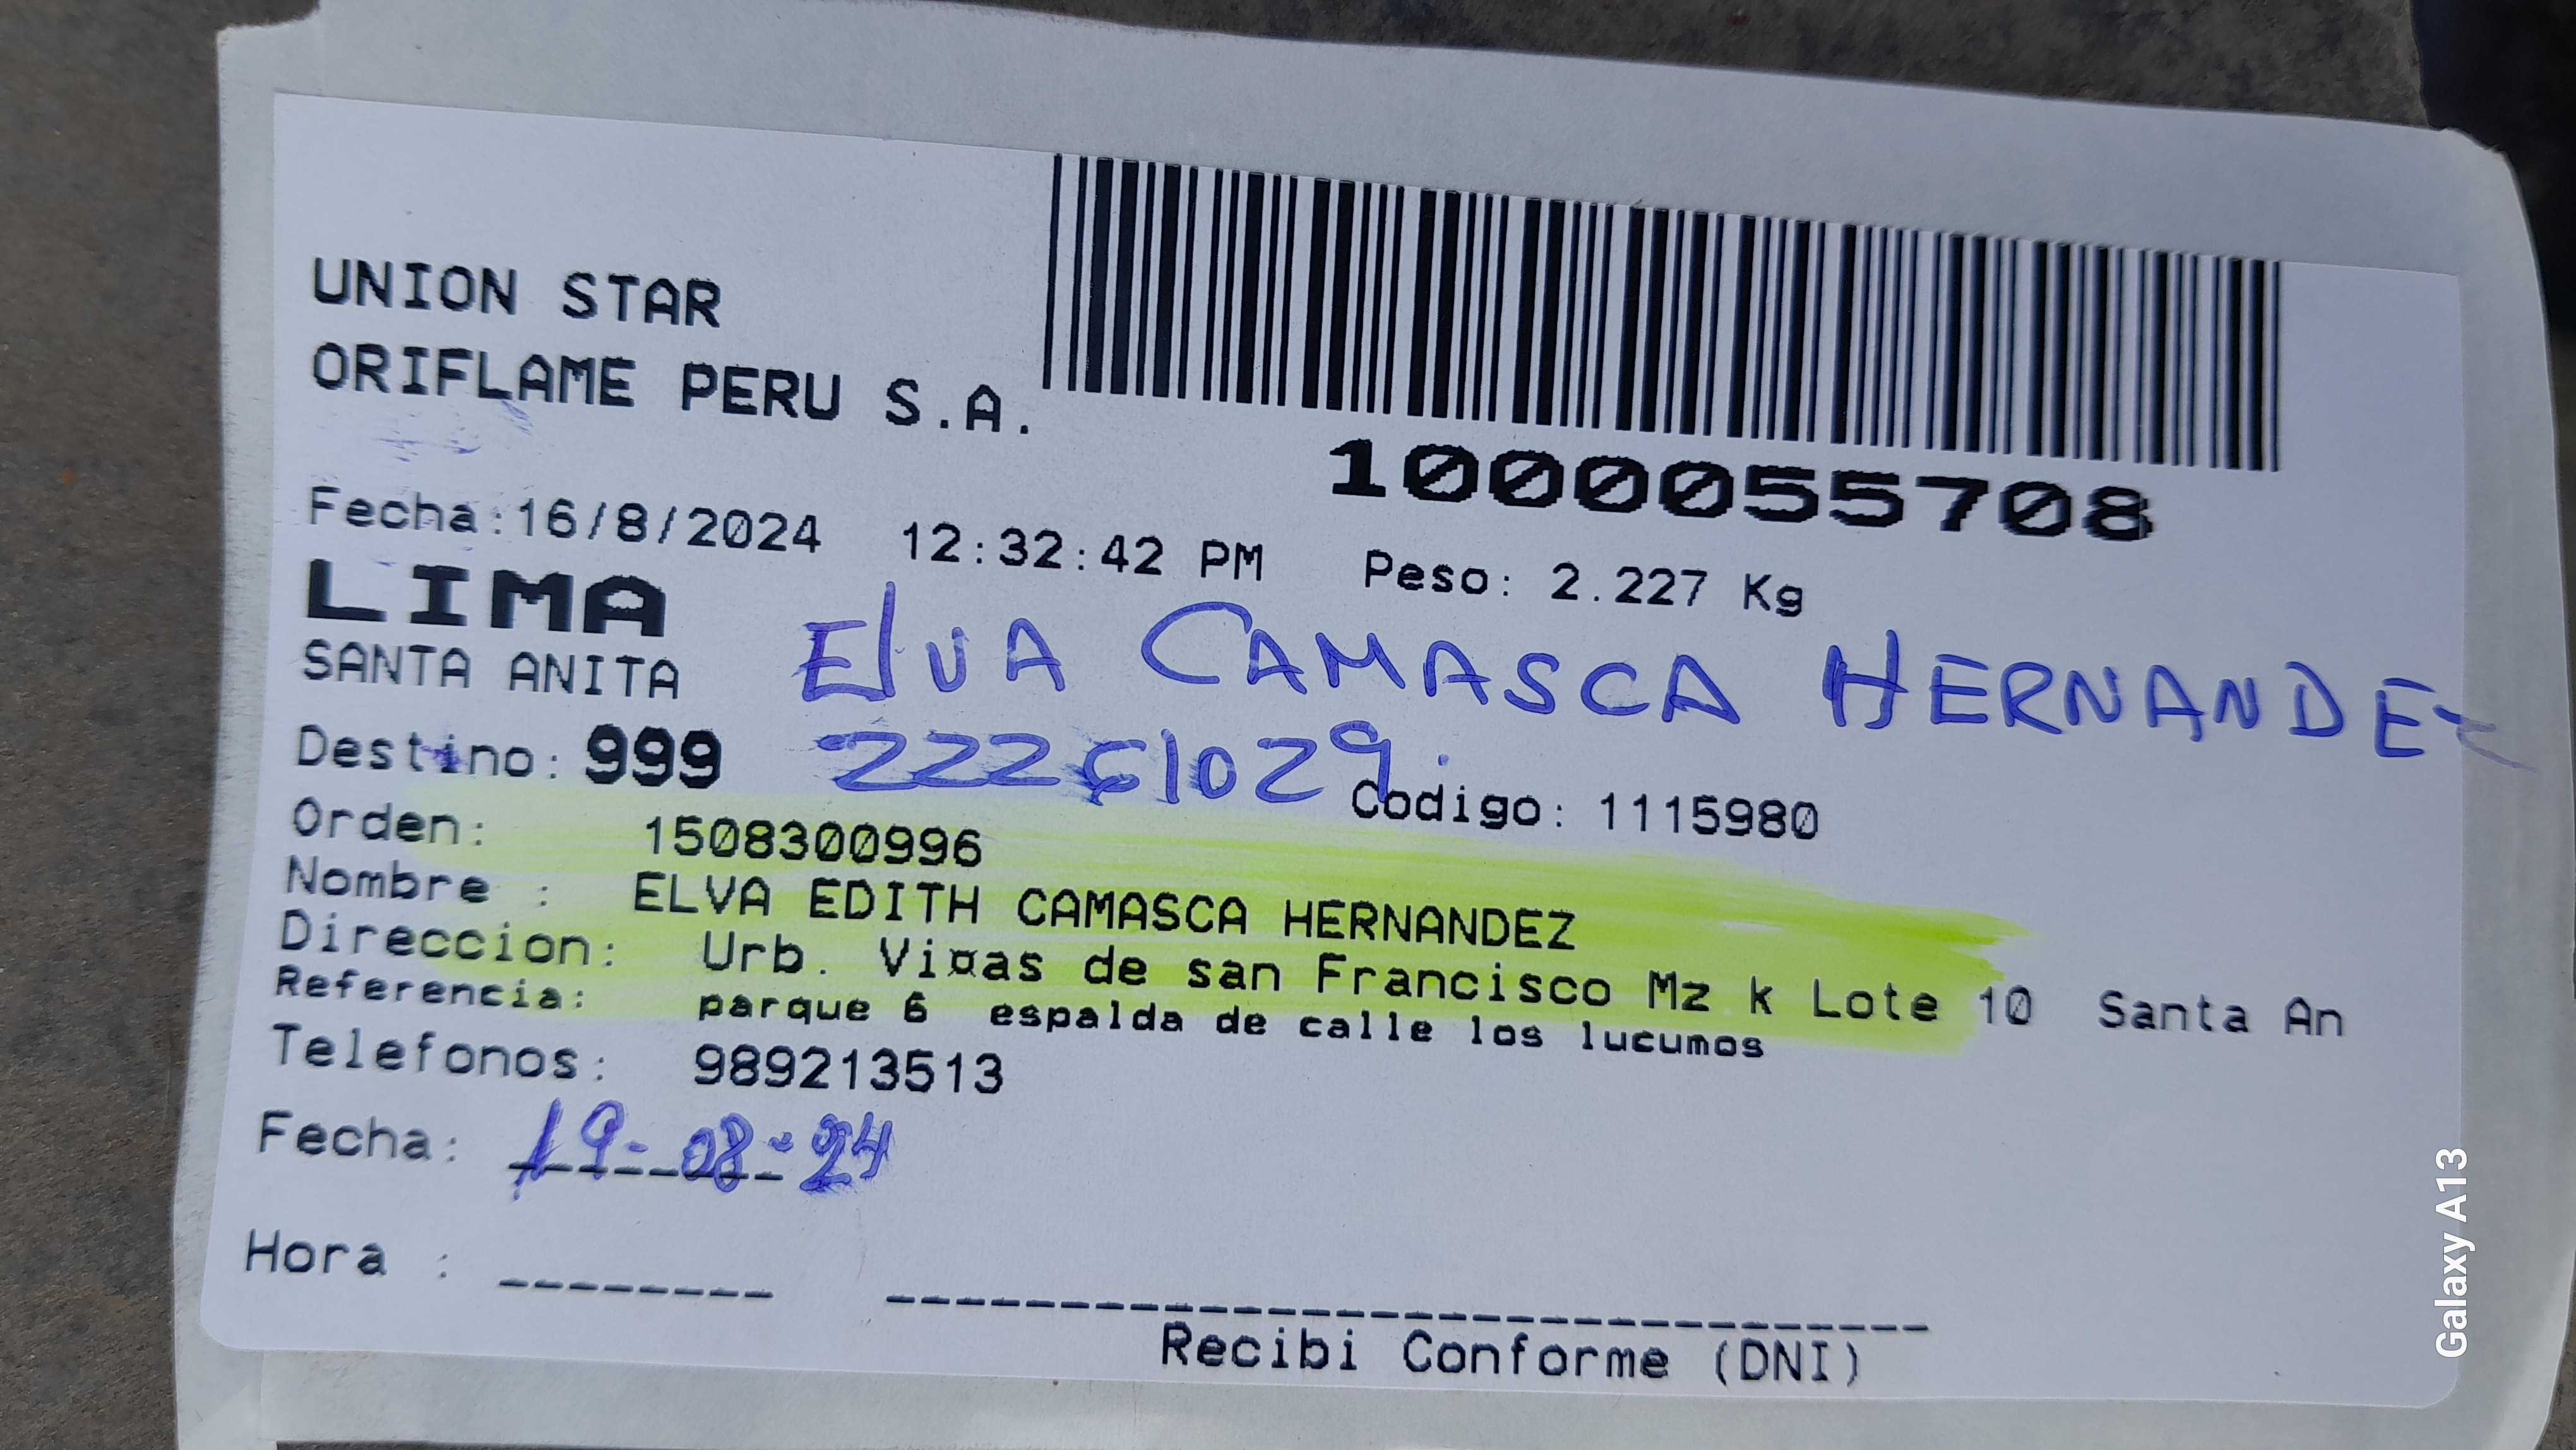 UNION STAR
ORIFLAME PERU S.A.
1000055708
Fecha:16/8/2024 12:32:42 PM Peso: 2.227 Kg
LIMA
SANTA ANITA
ElVA CAMASCA HERNANDEZ
Destino: 999
22261029.
Codigo: 1115980
Orden: 1508300996
Nombre : ELVA EDITH CAMASCA HERNANDEZ
Direccion: Urb. Vi¤as de san Francisco Mz k Lote 10 Santa An
Referencia: parque 6 espalda de calle los lucumos
Telefonos: 989213513
Fecha: 19-08-24
Hora : ________
Recibi Conforme (DNI)
Galaxy A13